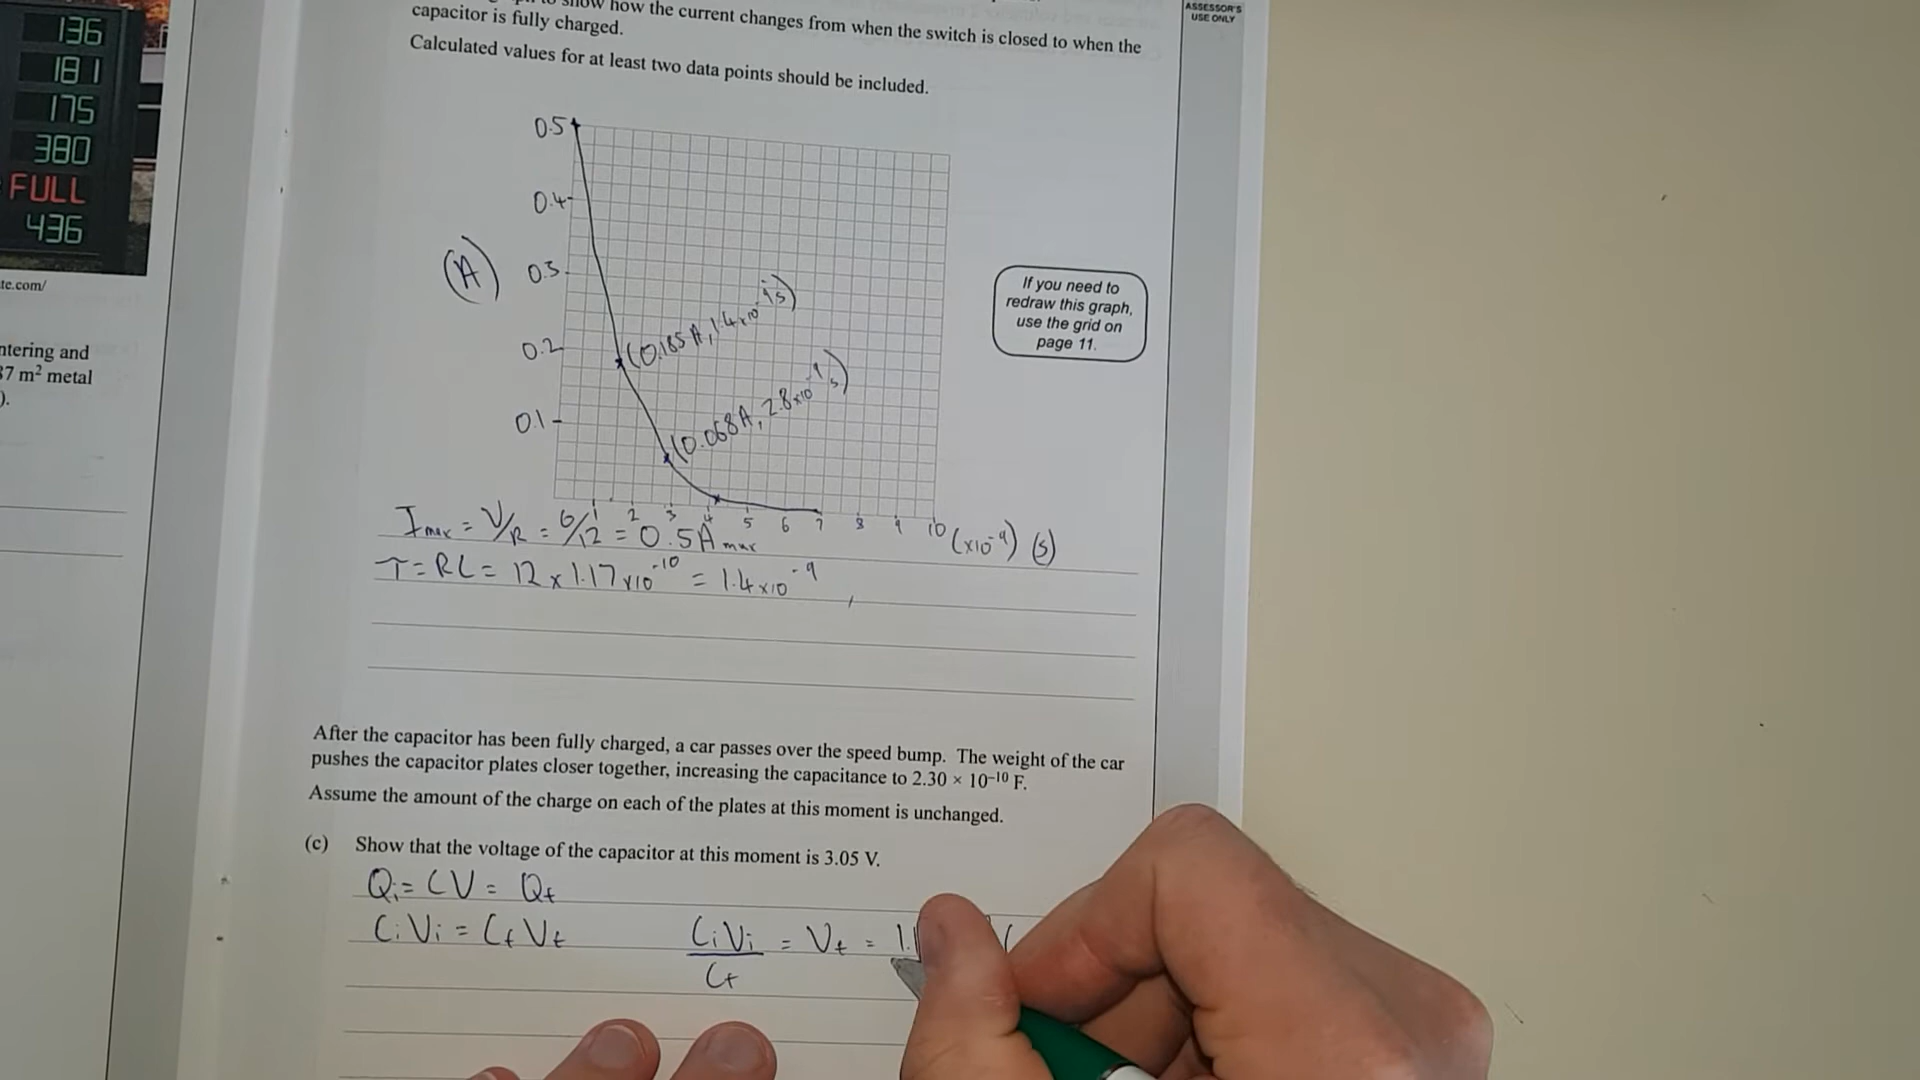 136
181
175
380
FULL
436
te.com/
ntering and
37 m² metal
).
to show how the current changes from when the switch is closed to when the
capacitor is fully charged.
Calculated values for at least two data points should be included.
ASSESSOR'S
USE ONLY
0.5
0.4
(A)
0.3
0.2
0.1
(0.185 A, 1.4×10⁻⁹s)
(0.068A, 2.8×10⁻⁹s)
1 2 3 4 5 6 7 8 9 10 (×10⁻⁹) (s)
If you need to
redraw this graph,
use the grid on
page 11.
Imax = V/R = 6/12 = 0.5A max
τ = RC = 12 × 1.17×10⁻¹⁰ = 1.4×10⁻⁹
After the capacitor has been fully charged, a car passes over the speed bump. The weight of the car
pushes the capacitor plates closer together, increasing the capacitance to 2.30 × 10⁻¹⁰ F.
Assume the amount of the charge on each of the plates at this moment is unchanged.
(c) Show that the voltage of the capacitor at this moment is 3.05 V.
Qi = CV = Qf
CiVi = CfVf
CiVi = Vf = 1.1
Cf